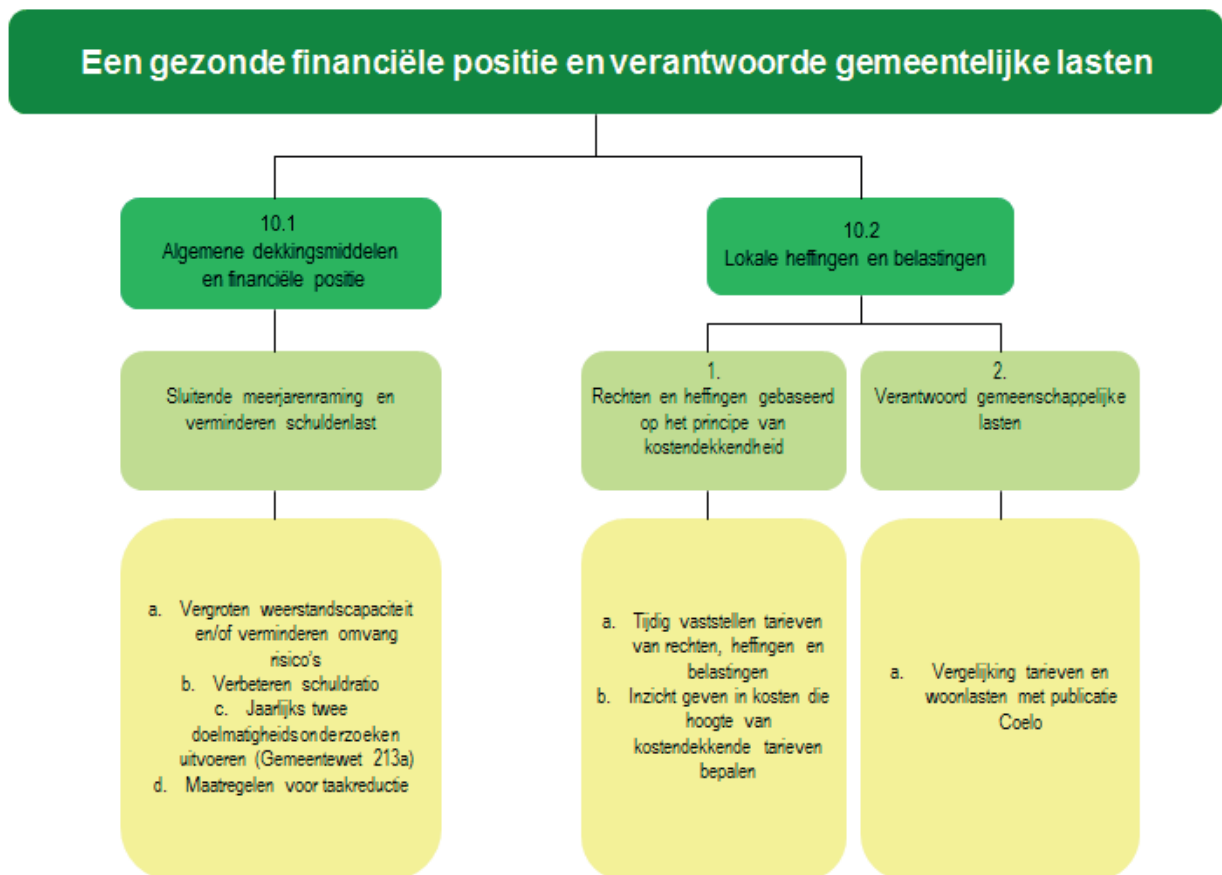 Een gezonde financiële positie en verantwoorde gemeentelijke lasten
10.1
Algemene dekkingsmiddelen
en financiële positie
10.2
Lokale heffingen en belastingen
Sluitende meerjarenraming en
verminderen schuldenlast
1.
Rechten en heffingen gebaseerd
op het principe van
kostendekkendheid
2.
Verantwoord gemeenschappelijke
lasten
a. Vergroten weerstandscapaciteit
en/of verminderen omvang
risico's
b. Verbeteren schuldratio
c. Jaarlijks twee
doelmatigheidsonderzoeken
uitvoeren (Gemeentewet 213a)
d. Maatregelen voor taakreductie
a. Tijdig vaststellen tarieven
van rechten, heffingen en
belastingen
b. Inzicht geven in kosten die
hoogte van
kostendekkende tarieven
bepalen
a. Vergelijking tarieven en
woonlasten met publicatie
Coelo